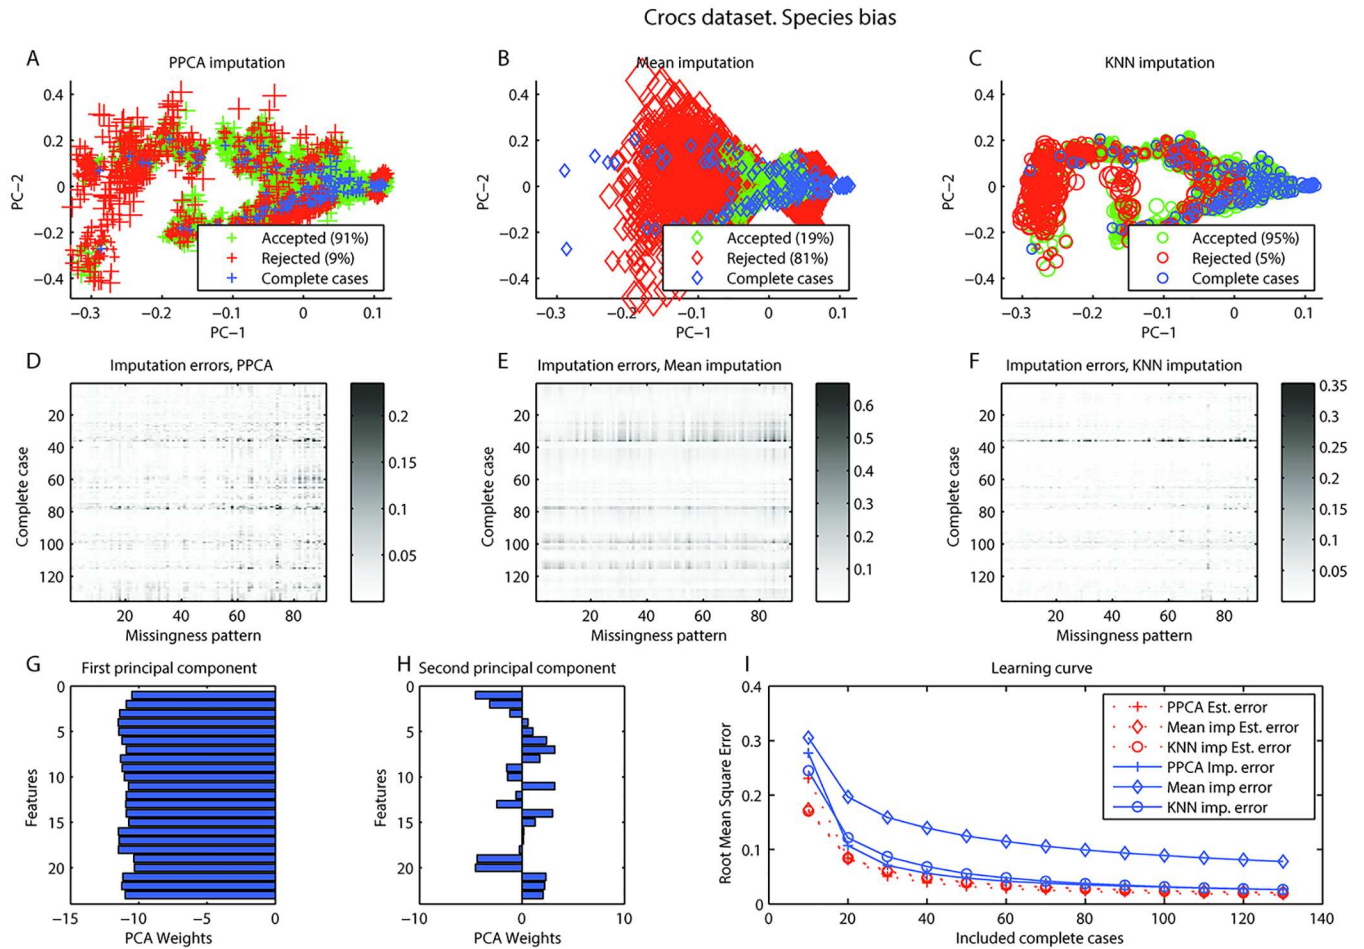 Crocs dataset. Species bias
A
PPCA imputation
0.4
0.2
0
−0.2
−0.4
PC−2
Accepted (91%)
Rejected (9%)
Complete cases
−0.3 −0.2 −0.1 0 0.1
PC−1
B
Mean imputation
0.4
0.2
0
−0.2
−0.4
PC−2
Accepted (19%)
Rejected (81%)
Complete cases
−0.3 −0.2 −0.1 0 0.1
PC−1
C
KNN imputation
0.4
0.2
0
−0.2
−0.4
PC−2
Accepted (95%)
Rejected (5%)
Complete cases
−0.3 −0.2 −0.1 0 0.1
PC−1
D
Imputation errors, PPCA
20
40
60
80
100
120
Complete case
20 40 60 80
Missingness pattern
0.2
0.15
0.1
0.05
E
Imputation errors, Mean imputation
20
40
60
80
100
120
Complete case
20 40 60 80
Missingness pattern
0.6
0.5
0.4
0.3
0.2
0.1
F
Imputation errors, KNN imputation
20
40
60
80
100
120
Complete case
20 40 60 80
Missingness pattern
0.35
0.3
0.25
0.2
0.15
0.1
0.05
G
First principal component
0
5
10
15
20
Features
−15 −10 −5 0
PCA Weights
H
Second principal component
0
5
10
15
20
Features
−10 0 10
PCA Weights
I
Learning curve
0.4
0.3
0.2
0.1
0
Root Mean Square Error
PPCA Est. error
Mean imp Est. error
KNN imp Est. error
PPCA Imp. error
Mean imp error
KNN imp. error
0 20 40 60 80 100 120 140
Included complete cases